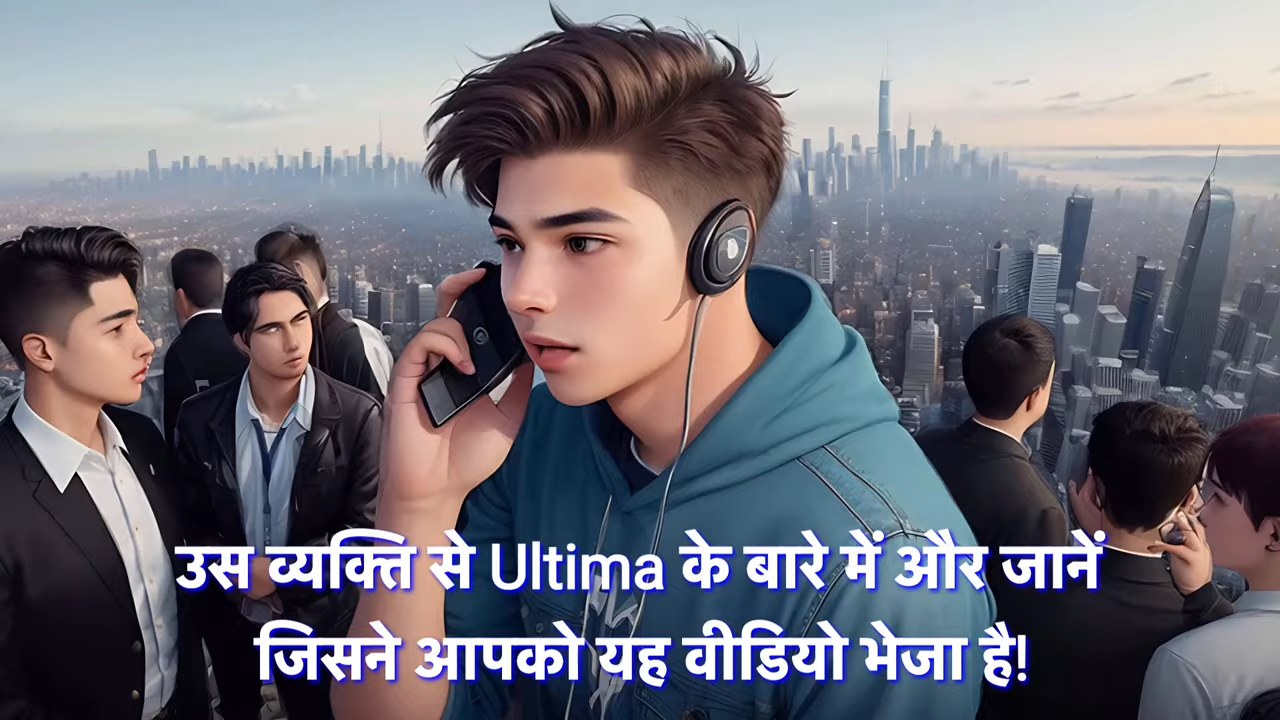 उस व्यक्ति से Ultima के बारे में और जानें
जिसने आपको यह वीडियो भेजा है!